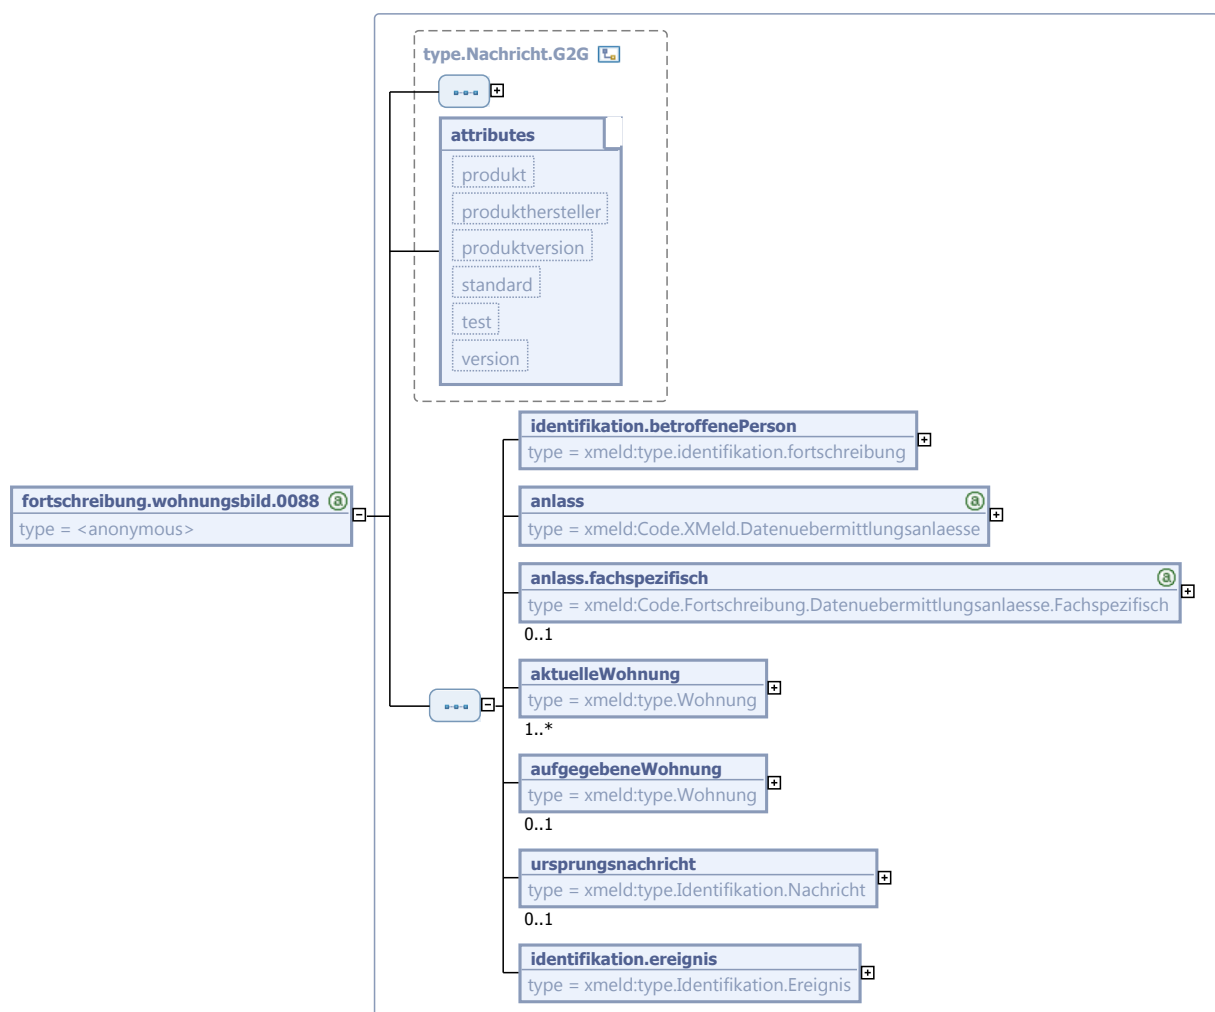 type.Nachricht.G2G
attributes
produkt
produkthersteller
produktversion
standard
test
version
identifikation.betroffenePerson
type = xmeld:type.identifikation.fortschreibung
fortschreibung.wohnungsbild.0088 a
type = <anonymous>
anlass a
type = xmeld:Code.XMeld.Datenuebermittlungsanlaesse
anlass.fachspezifisch a
type = xmeld:Code.Fortschreibung.Datenuebermittlungsanlaesse.Fachspezifisch
0..1
aktuelleWohnung
type = xmeld:type.Wohnung
1..*
aufgegebeneWohnung
type = xmeld:type.Wohnung
0..1
ursprungsnachricht
type = xmeld:type.Identifikation.Nachricht
0..1
identifikation.ereignis
type = xmeld:type.Identifikation.Ereignis